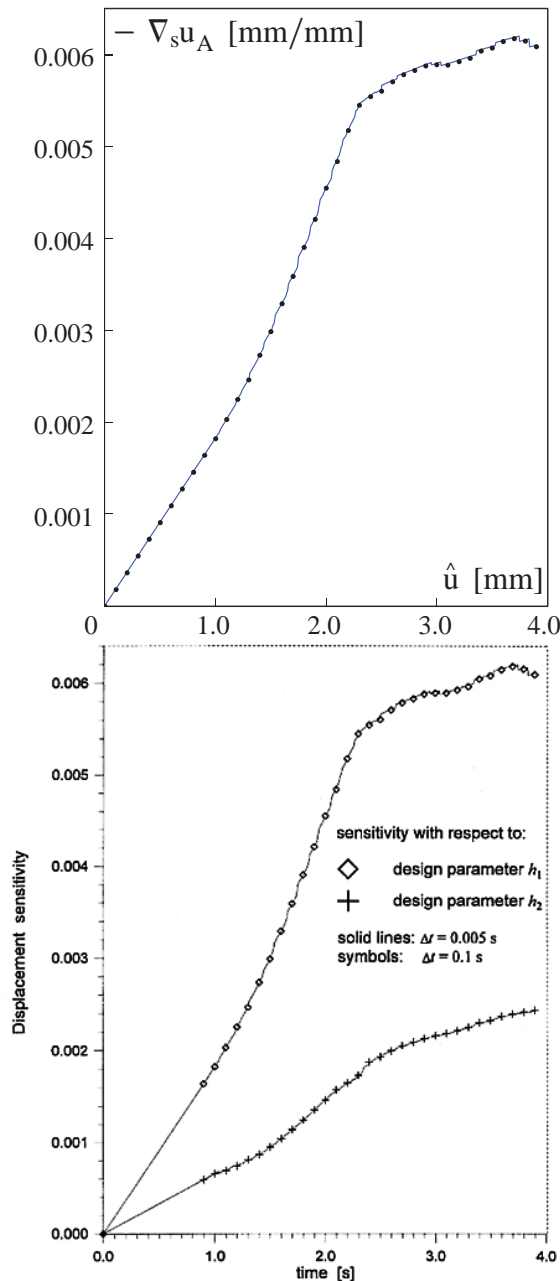 − ∇ₛu_A [mm/mm]
0.006
0.005
0.004
0.003
0.002
0.001
û [mm]
0 1.0 2.0 3.0 4.0
0.006
0.005
0.004
0.003
0.002
0.001
0.000
Displacement sensitivity
sensitivity with respect to:
design parameter h₁
design parameter h₂
solid lines: Δt = 0.005 s
symbols: Δt = 0.1 s
0.0 1.0 2.0 3.0 4.0
time [s]